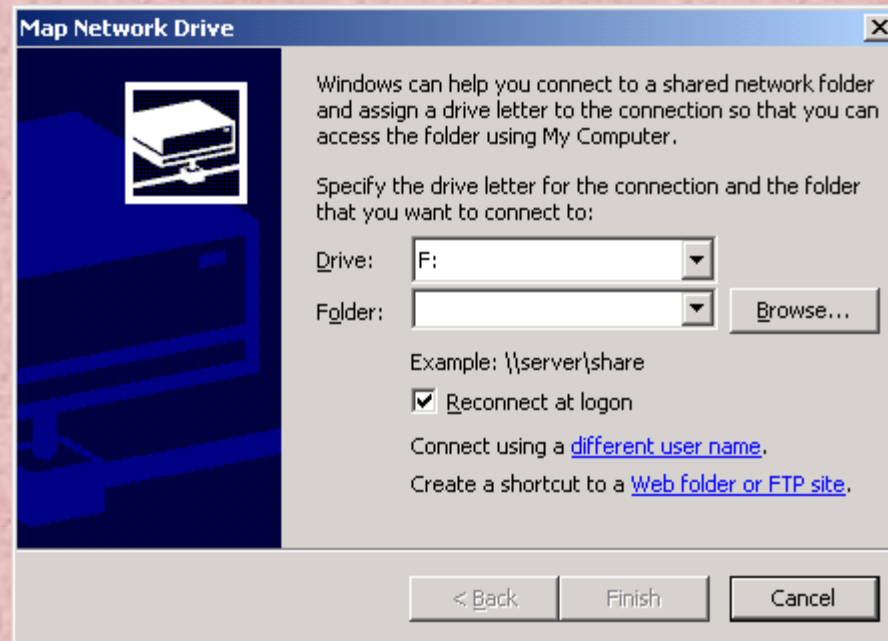 Map Network Drive
Windows can help you connect to a shared network folder
and assign a drive letter to the connection so that you can
access the folder using My Computer.
Specify the drive letter for the connection and the folder
that you want to connect to:
Drive: F:
Folder: Browse...
Example: \\server\share
Reconnect at logon
Connect using a different user name.
Create a shortcut to a Web folder or FTP site.
< Back Finish Cancel